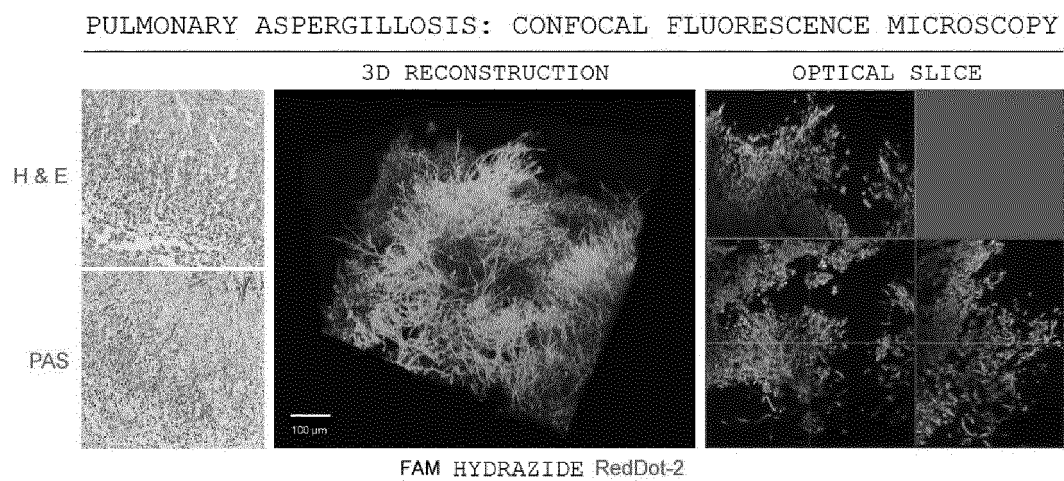 PULMONARY ASPERGILLOSIS: CONFOCAL FLUORESCENCE MICROSCOPY
3D RECONSTRUCTION OPTICAL SLICE
H & E
PAS
100 µm
FAM HYDRAZIDE RedDot-2